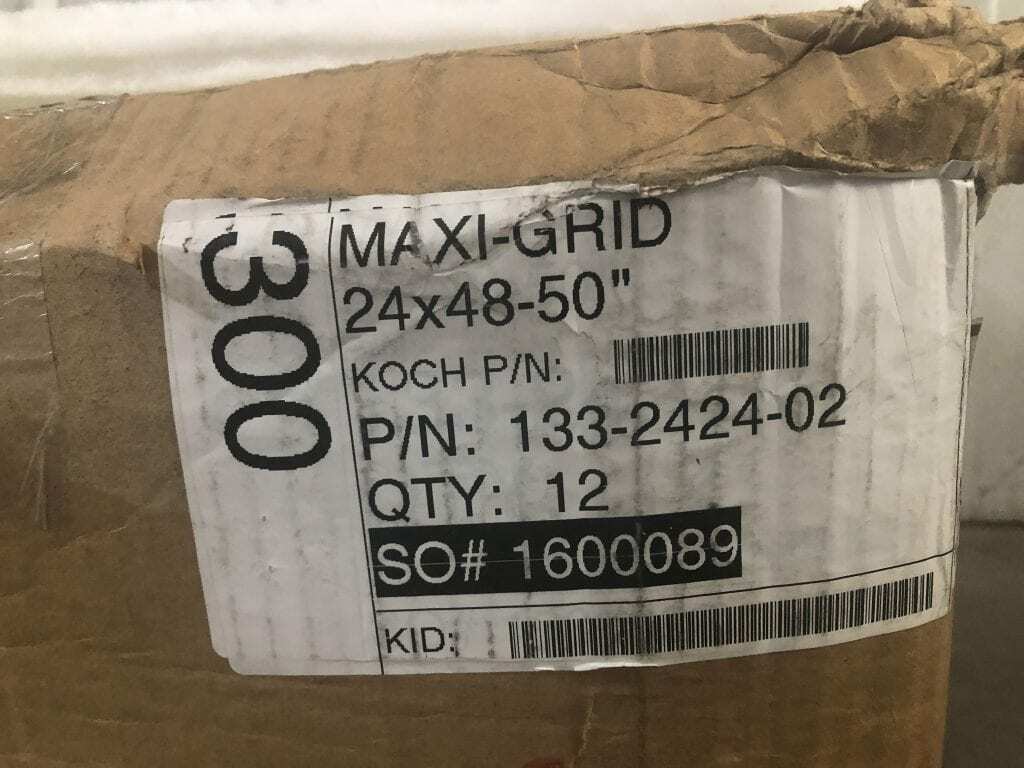 300
MAXI-GRID
24x48-50"
KOCH P/N:
P/N: 133-2424-02
QTY: 12
SO# 1600089
KID: